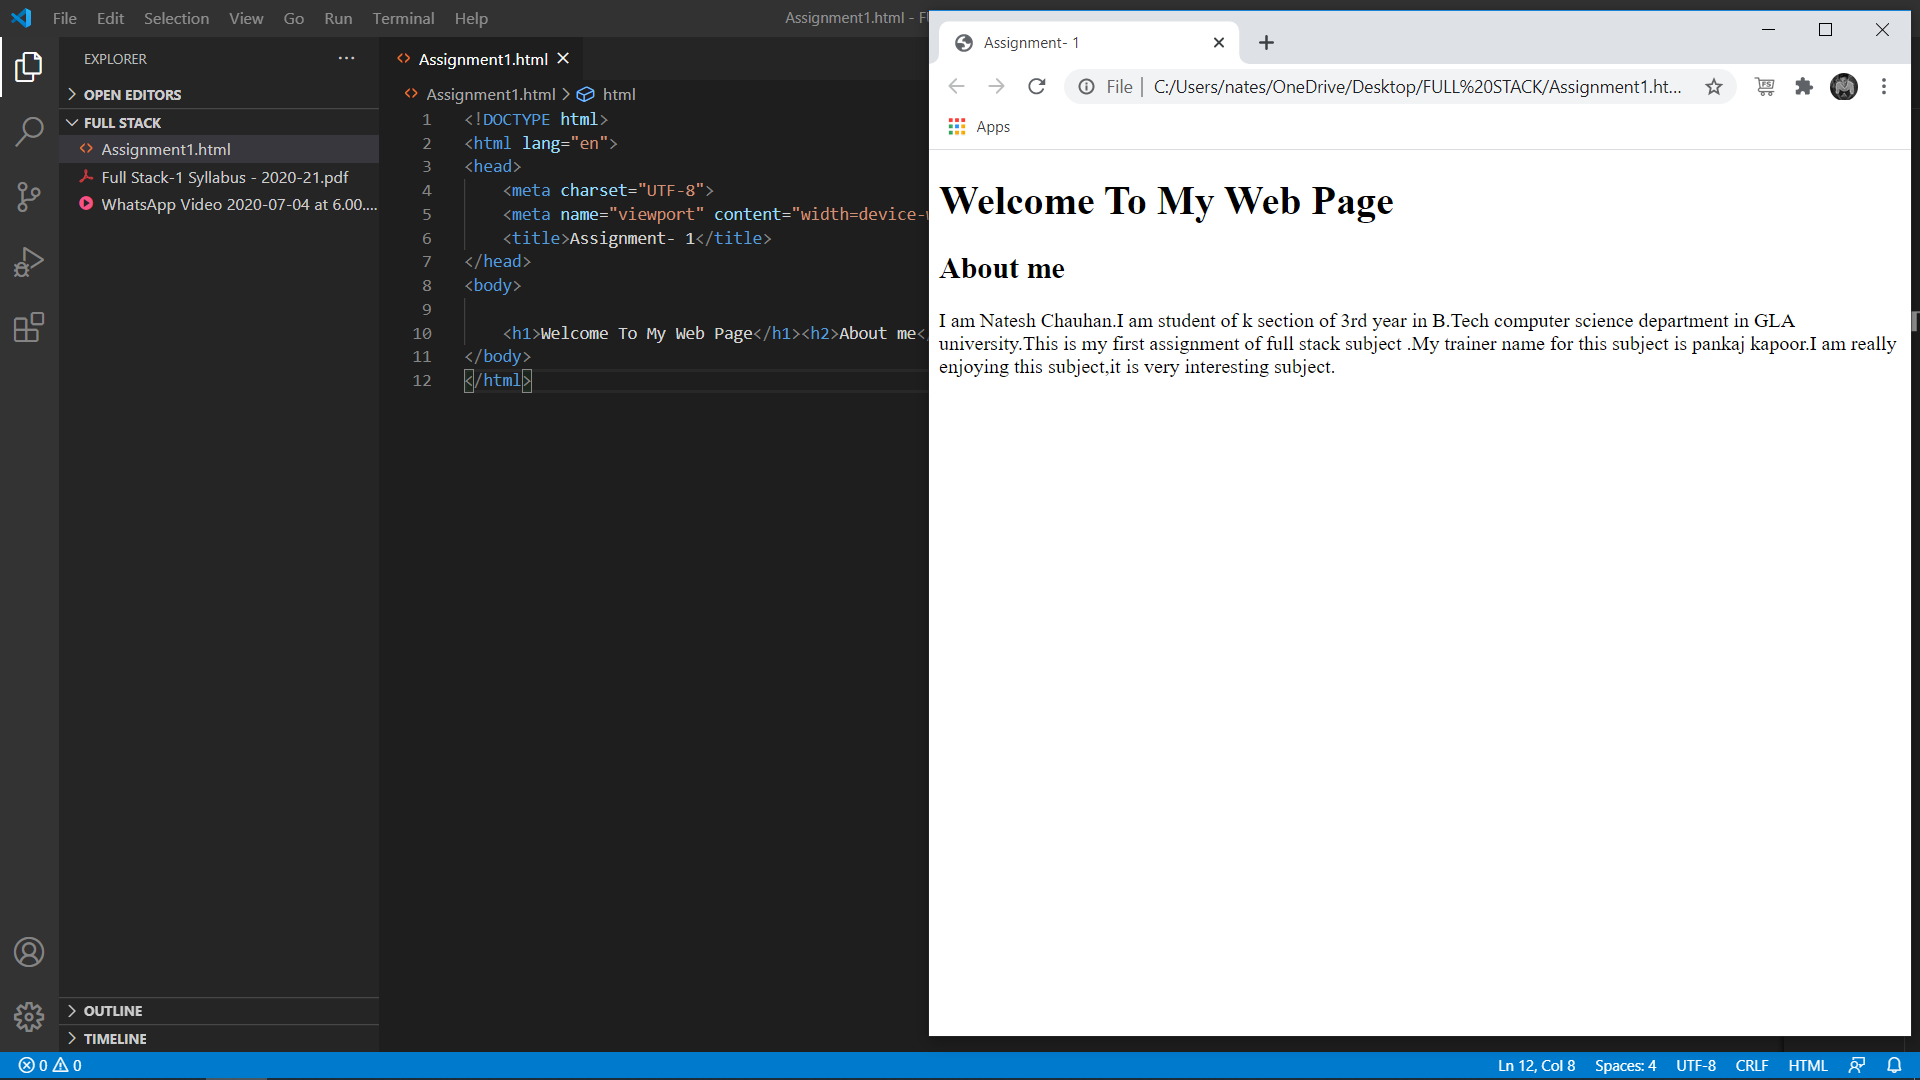 File Edit Selection View Go Run Terminal Help
Assignment1.html - F
EXPLORER
OPEN EDITORS
FULL STACK
Assignment1.html
Full Stack-1 Syllabus - 2020-21.pdf
WhatsApp Video 2020-07-04 at 6.00....
OUTLINE
TIMELINE
Assignment1.html
Assignment1.html > html
1 <!DOCTYPE html>
2 <html lang="en">
3 <head>
4 <meta charset="UTF-8">
5 <meta name="viewport" content="width=device-w
6 <title>Assignment- 1</title>
7 </head>
8 <body>
9
10 <h1>Welcome To My Web Page</h1><h2>About me</
11 </body>
12 </html>
Assignment- 1
File C:/Users/nates/OneDrive/Desktop/FULL%20STACK/Assignment1.ht...
Apps
Welcome To My Web Page
About me
I am Natesh Chauhan.I am student of k section of 3rd year in B.Tech computer science department in GLA
university.This is my first assignment of full stack subject .My trainer name for this subject is pankaj kapoor.I am really
enjoying this subject,it is very interesting subject.
0 0
Ln 12, Col 8 Spaces: 4 UTF-8 CRLF HTML